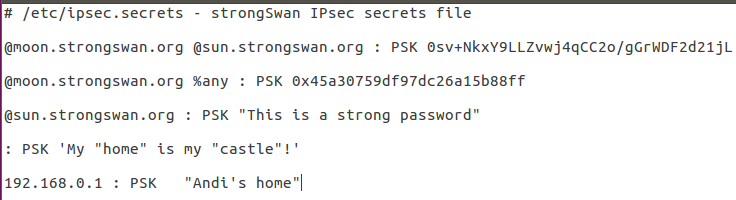 # /etc/ipsec.secrets - strongSwan IPsec secrets file
@moon.strongswan.org @sun.strongswan.org : PSK 0sv+NkxY9LLZvwj4qCC2o/gGrWDF2d21jL
@moon.strongswan.org %any : PSK 0x45a30759df97dc26a15b88ff
@sun.strongswan.org : PSK "This is a strong password"
: PSK 'My "home" is my "castle"!'
192.168.0.1 : PSK   "Andi's home"